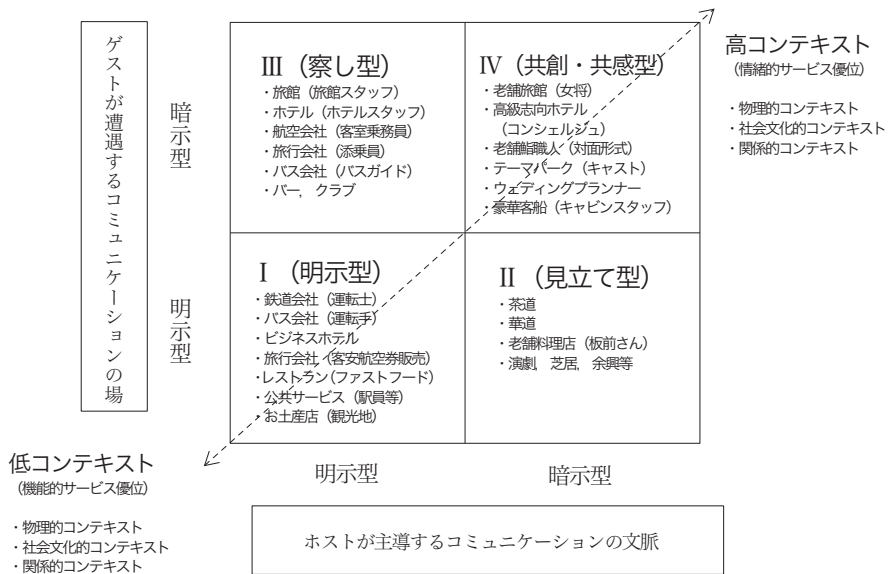 ゲストが遭遇するコミュニケーションの場
暗示型
明示型
Ⅲ（察し型）
・旅館（旅館スタッフ）
・ホテル（ホテルスタッフ）
・航空会社（客室乗務員）
・旅行会社（添乗員）
・バス会社（バスガイド）
・バー，クラブ
Ⅳ（共創・共感型）
・老舗旅館（女将）
・高級志向ホテル
（コンシェルジュ）
・老舗鮨職人（対面形式）
・テーマパーク（キャスト）
・ウェディングプランナー
・豪華客船（キャビンスタッフ）
高コンテキスト
（情緒的サービス優位）
・物理的コンテキスト
・社会文化的コンテキスト
・関係的コンテキスト
Ⅰ（明示型）
・鉄道会社（運転士）
・バス会社（運転手）
・ビジネスホテル
・旅行会社（客安航空券販売）
・レストラン（ファストフード）
・公共サービス（駅員等）
・お土産店（観光地）
Ⅱ（見立て型）
・茶道
・華道
・老舗料理店（板前さん）
・演劇，芝居，余興等
低コンテキスト
（機能的サービス優位）
・物理的コンテキスト
・社会文化的コンテキスト
・関係的コンテキスト
明示型
暗示型
ホストが主導するコミュニケーションの文脈